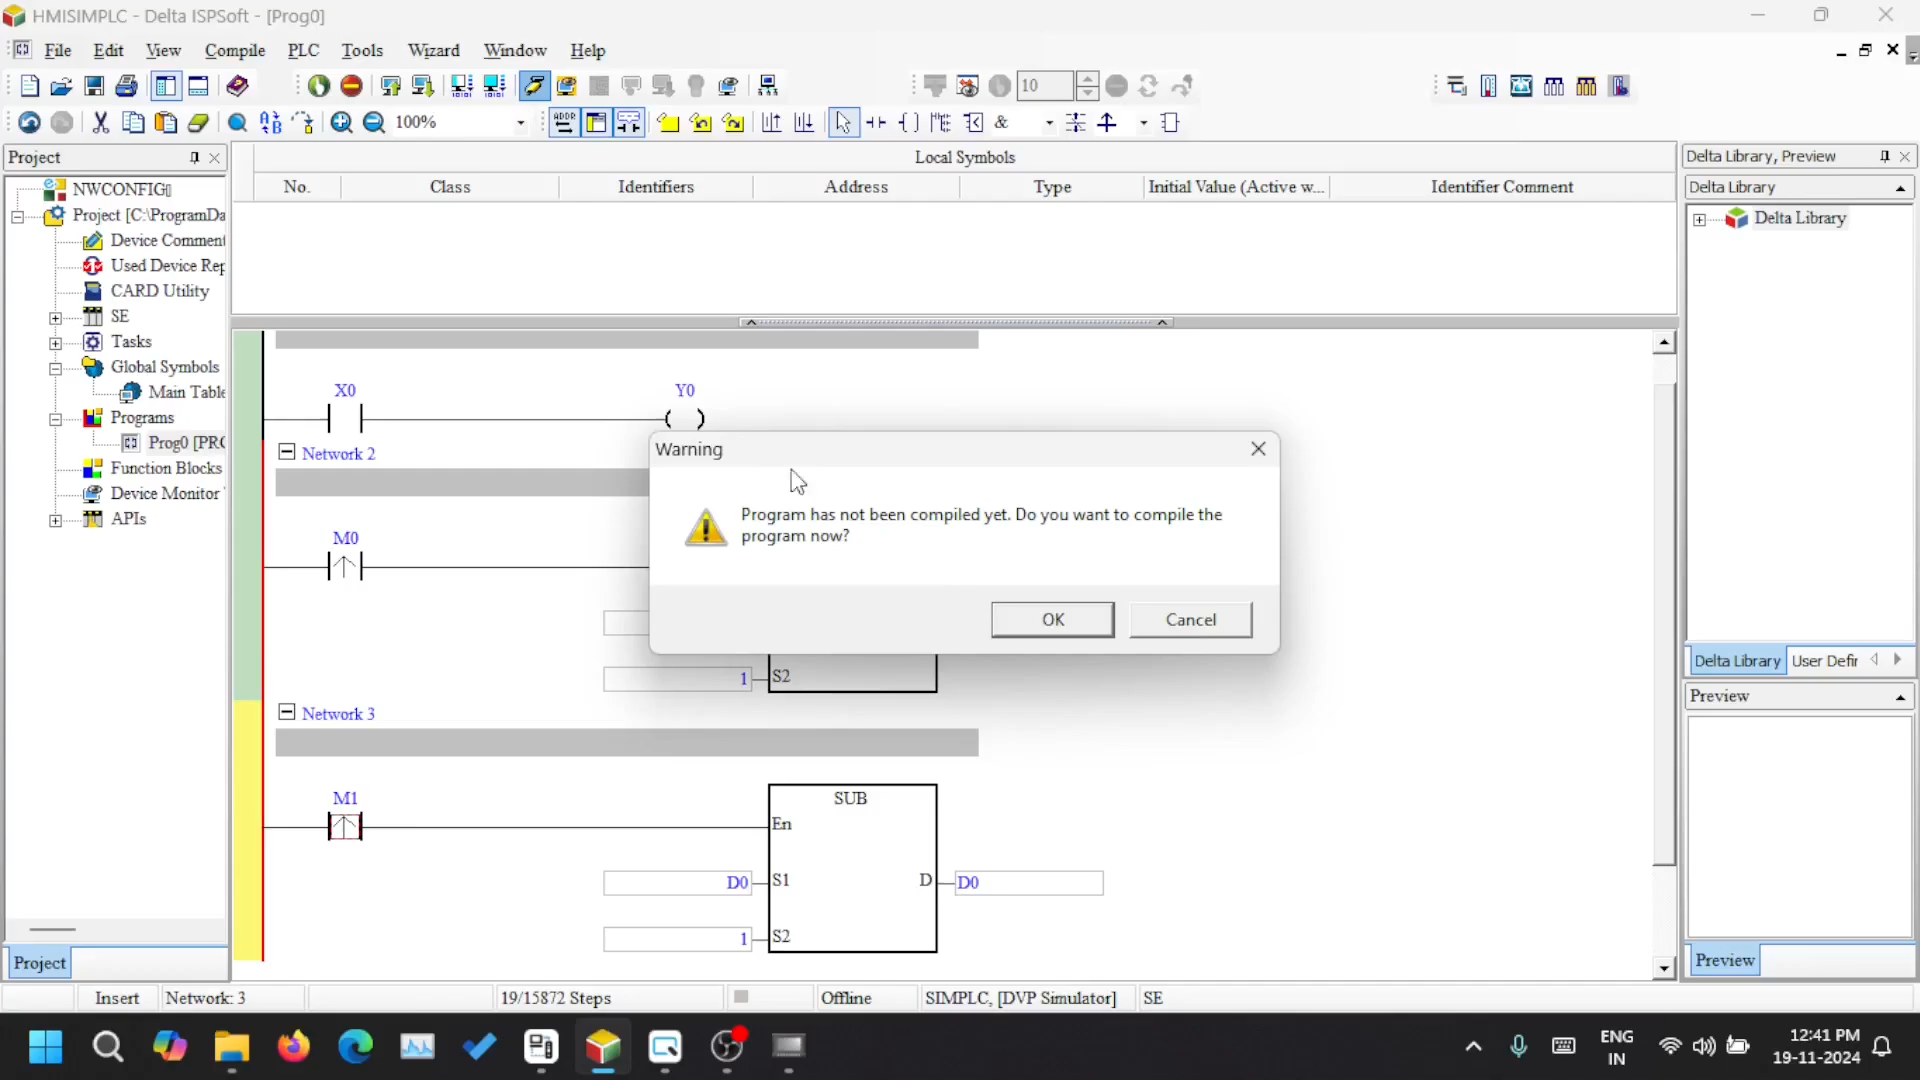 HMISIMPLC - Delta ISPSoft - [Prog0]
File Edit View Compile PLC Tools Wizard Window Help
10
100%
ADDR
&
Project
NWCONFIG
Project [C:\ProgramDa
Device Comment
Used Device Rep
CARD Utility
SE
Tasks
Global Symbols
Main Table
Programs
Prog0 [PRG
Function Blocks
Device Monitor
APIs
Project
Local Symbols
No. Class Identifiers Address Type Initial Value (Active w... Identifier Comment
X0 Y0
Network 2
M0
1 S2
Network 3
M1 SUB
En
D0 S1 D D0
1 S2
Warning
Program has not been compiled yet. Do you want to compile the
program now?
OK Cancel
Delta Library, Preview
Delta Library
Delta Library
Delta Library User Defir
Preview
Preview
Insert Network: 3 19/15872 Steps Offline SIMPLC, [DVP Simulator] SE
ENG
IN
12:41 PM
19-11-2024